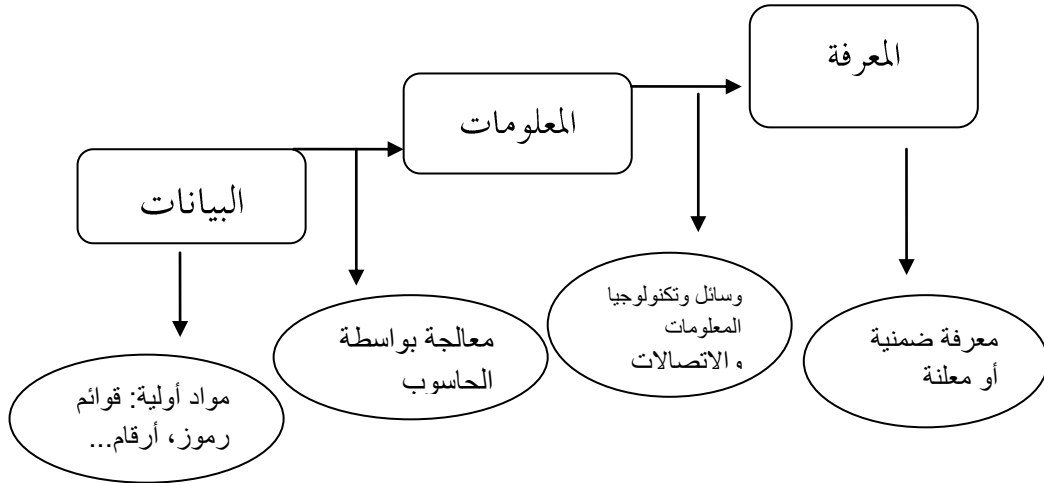 المعرفة
المعلومات
البيانات
وسائل وتكنولوجيا
المعلومات
و الاتصالات
معالجة بواسطة
الحاسوب
معرفة ضمنية
أو معلنة
مواد أولية: قوائم
رموز، أرقام...